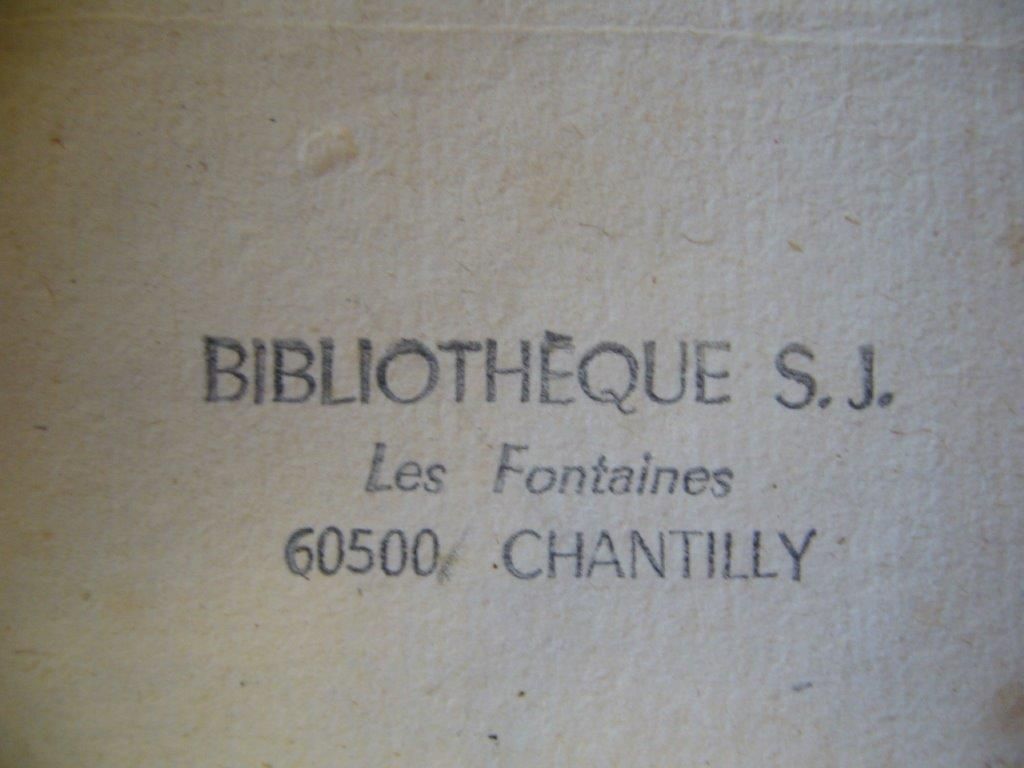 BIBLIOTHÈQUE S. J.
Les Fontaines
60500 CHANTILLY